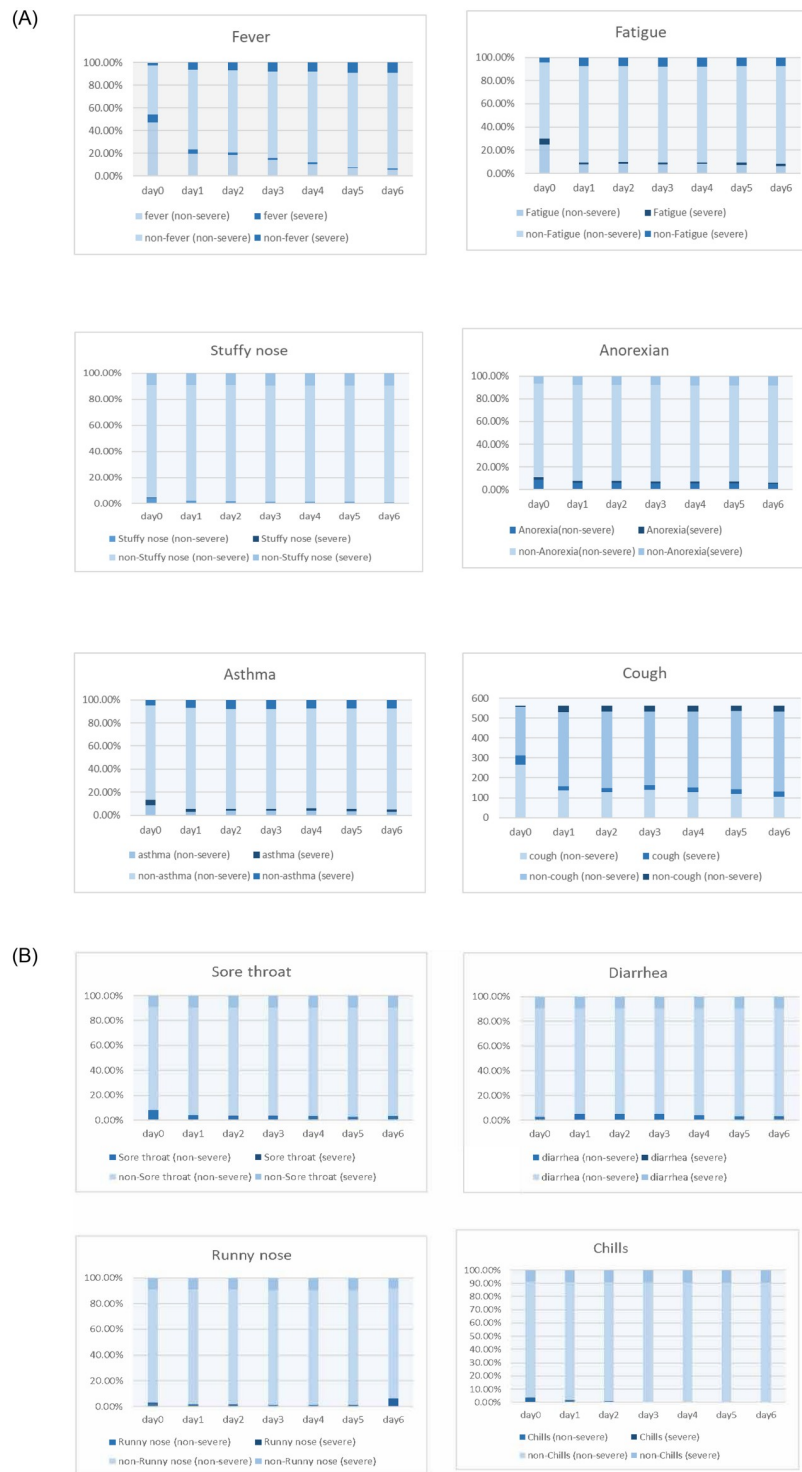 (A)
Fever
100.00%
80.00%
60.00%
40.00%
20.00%
0.00%
day0 day1 day2 day3 day4 day5 day6
fever (non-severe) fever (severe)
non-fever (non-severe) non-fever (severe)
Fatigue
100.00%
80.00%
60.00%
40.00%
20.00%
0.00%
day0 day1 day2 day3 day4 day5 day6
Fatigue (non-severe) Fatigue (severe)
non-Fatigue (non-severe) non-Fatigue (severe)
Stuffy nose
100.00%
80.00%
60.00%
40.00%
20.00%
0.00%
day0 day1 day2 day3 day4 day5 day6
Stuffy nose (non-severe) Stuffy nose (severe)
non-Stuffy nose (non-severe) non-Stuffy nose (severe)
Anorexian
100.00%
80.00%
60.00%
40.00%
20.00%
0.00%
day0 day1 day2 day3 day4 day5 day6
Anorexia(non-severe) Anorexia(severe)
non-Anorexia(non-severe) non-Anorexia(severe)
Asthma
100.00%
80.00%
60.00%
40.00%
20.00%
0.00%
day0 day1 day2 day3 day4 day5 day6
asthma (non-severe) asthma (severe)
non-asthma (non-severe) non-asthma (severe)
Cough
600
500
400
300
200
100
0
day0 day1 day2 day3 day4 day5 day6
cough (non-severe) cough (severe)
non-cough (non-severe) non-cough (severe)
(B)
Sore throat
100.00%
80.00%
60.00%
40.00%
20.00%
0.00%
day0 day1 day2 day3 day4 day5 day6
Sore throat (non-severe) Sore throat (severe)
non-Sore throat (non-severe) non-Sore throat (severe)
Diarrhea
100.00%
80.00%
60.00%
40.00%
20.00%
0.00%
day0 day1 day2 day3 day4 day5 day6
diarrhea (non-severe) diarrhea (severe)
diarrhea (non-severe) diarrhea (severe)
Runny nose
100.00%
80.00%
60.00%
40.00%
20.00%
0.00%
day0 day1 day2 day3 day4 day5 day6
Runny nose (non-severe) Runny nose (severe)
non-Runny nose (non-severe) non-Runny nose (severe)
Chills
100.00%
90.00%
80.00%
70.00%
60.00%
50.00%
40.00%
30.00%
20.00%
10.00%
0.00%
day0 day1 day2 day3 day4 day5 day6
Chills (non-severe) Chills (severe)
non-Chills (non-severe) non-Chills (severe)